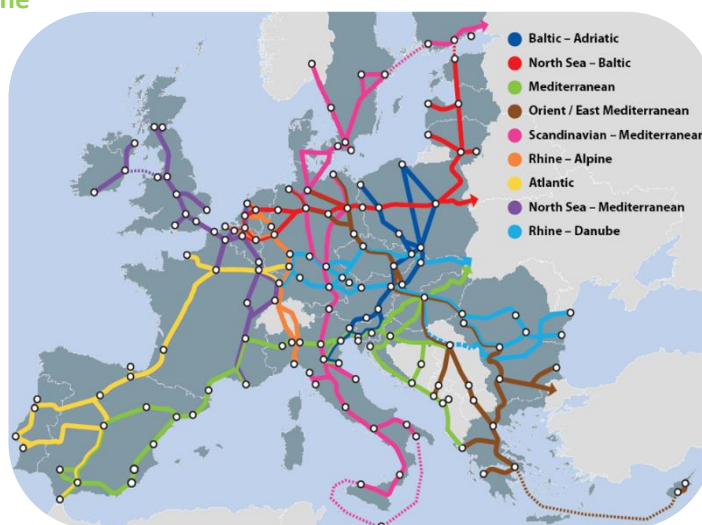 ne
Baltic – Adriatic
North Sea – Baltic
Mediterranean
Orient / East Mediterranean
Scandinavian – Mediterranean
Rhine – Alpine
Atlantic
North Sea – Mediterranean
Rhine – Danube